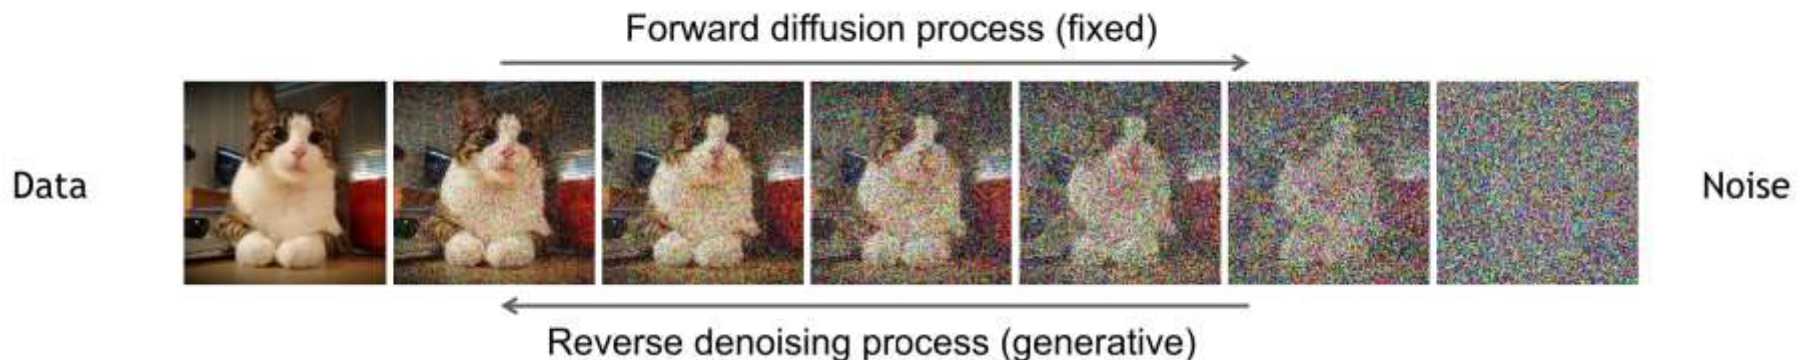 Forward diffusion process (fixed)
Data
Noise
Reverse denoising process (generative)